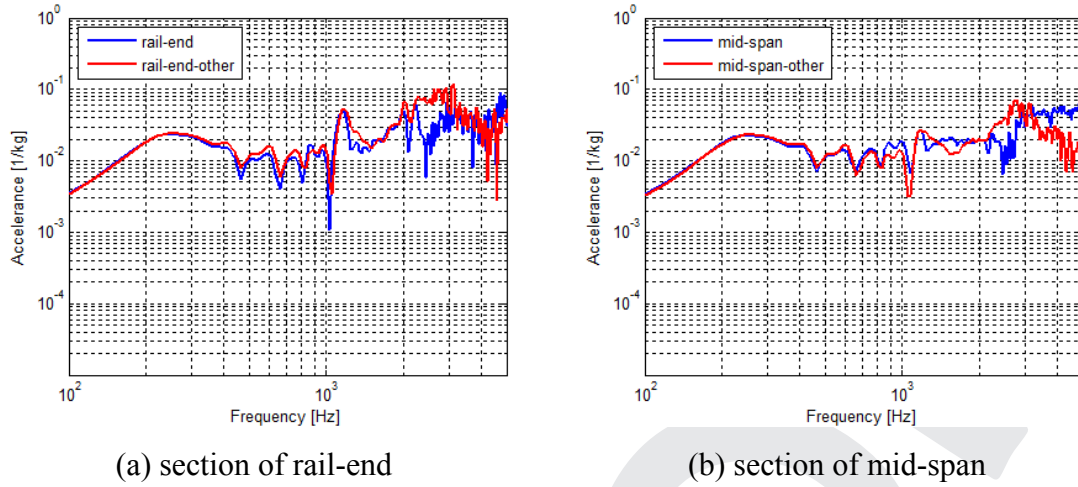 10^0
10^-1
10^-2
10^-3
10^-4
10^2
10^3
Accelerance [1/kg]
Frequency [Hz]
rail-end
rail-end-other
(a) section of rail-end
10^0
10^-1
10^-2
10^-3
10^-4
10^2
10^3
Accelerance [1/kg]
Frequency [Hz]
mid-span
mid-span-other
(b) section of mid-span